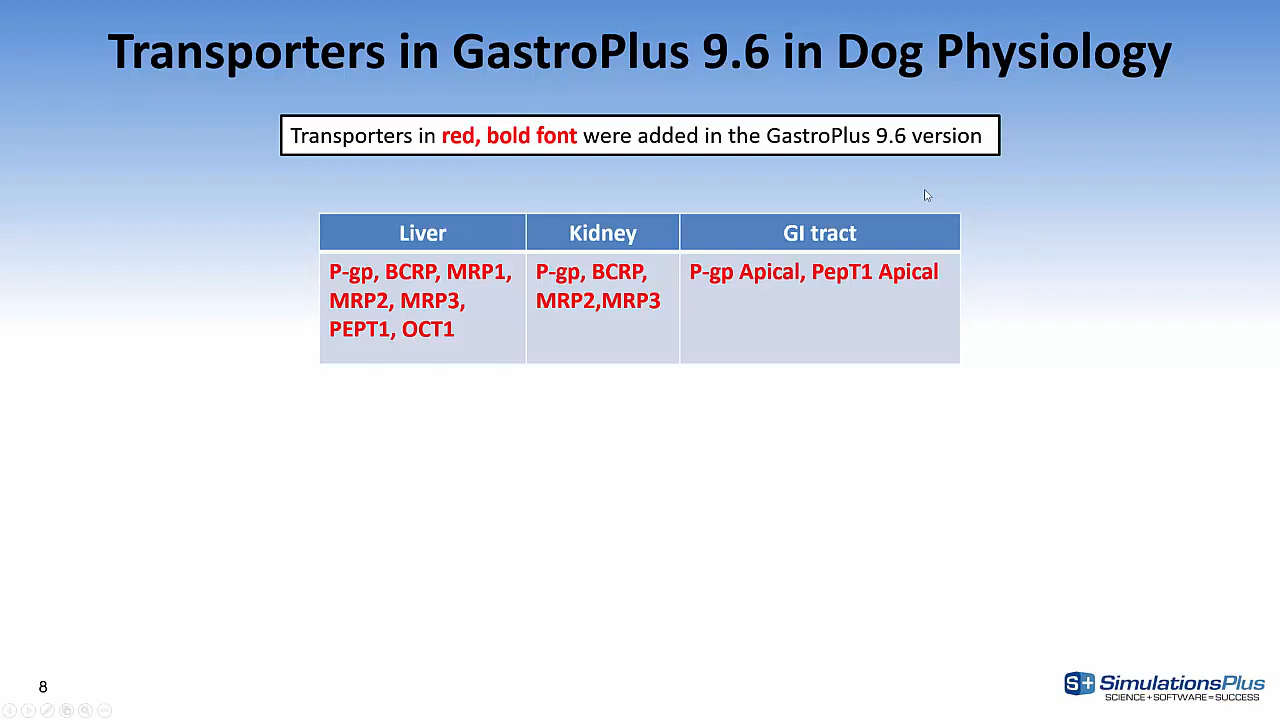 Transporters in GastroPlus 9.6 in Dog Physiology
Transporters in red, bold font were added in the GastroPlus 9.6 version
Liver
Kidney
GI tract
P-gp, BCRP, MRP1,
MRP2, MRP3,
PEPT1, OCT1
P-gp, BCRP,
MRP2,MRP3
P-gp Apical, PepT1 Apical
8
S+ SimulationsPlus
SCIENCE+SOFTWARE=SUCCESS